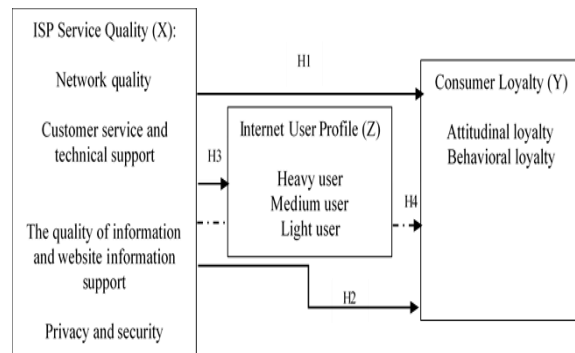 ISP Service Quality (X):
Network quality
Customer service and
technical support
The quality of information
and website information
support
Privacy and security
H1
H3
Internet User Profile (Z)
Heavy user
Medium user
Light user
H4
H2
Consumer Loyalty (Y)
Attitudinal loyalty
Behavioral loyalty